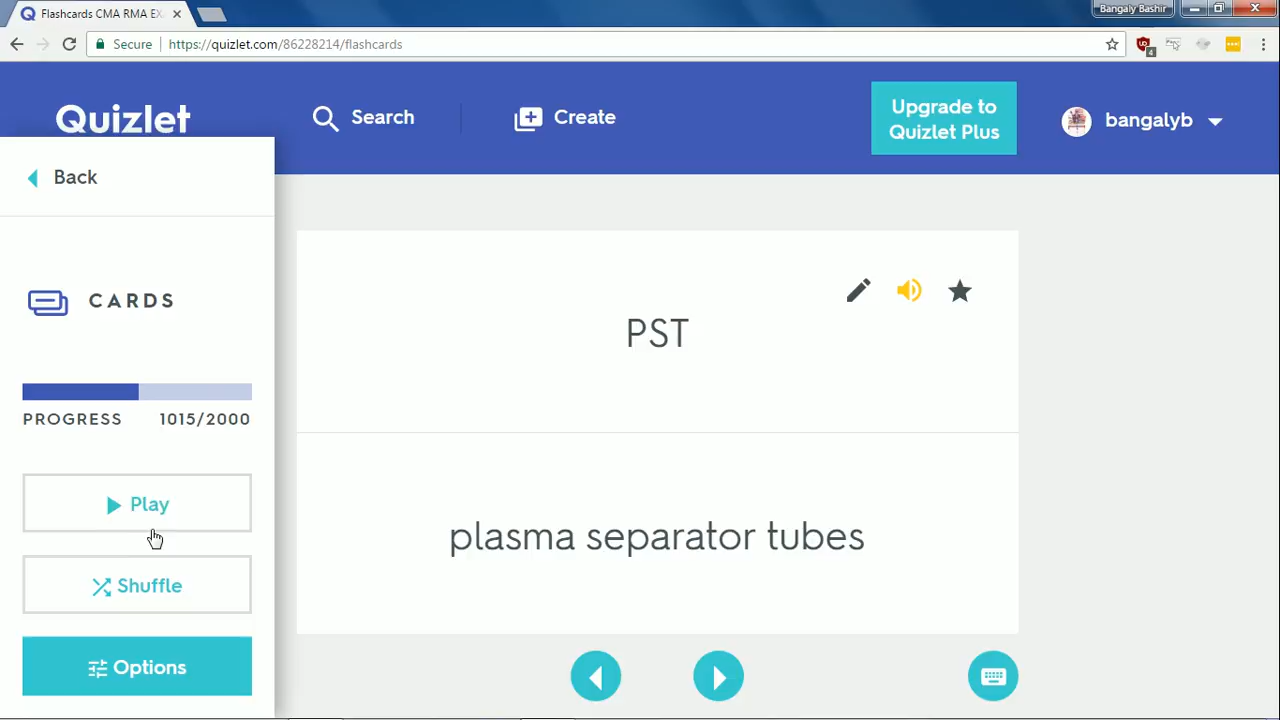 Flashcards CMA RMA EX
Bangaly Bashir
Secure
https://quizlet.com/86228214/flashcards
4
Quizlet
Search
Create
Upgrade to
Quizlet Plus
bangalyb
Back
CARDS
PROGRESS 1015/2000
Play
Shuffle
Options
PST
plasma separator tubes